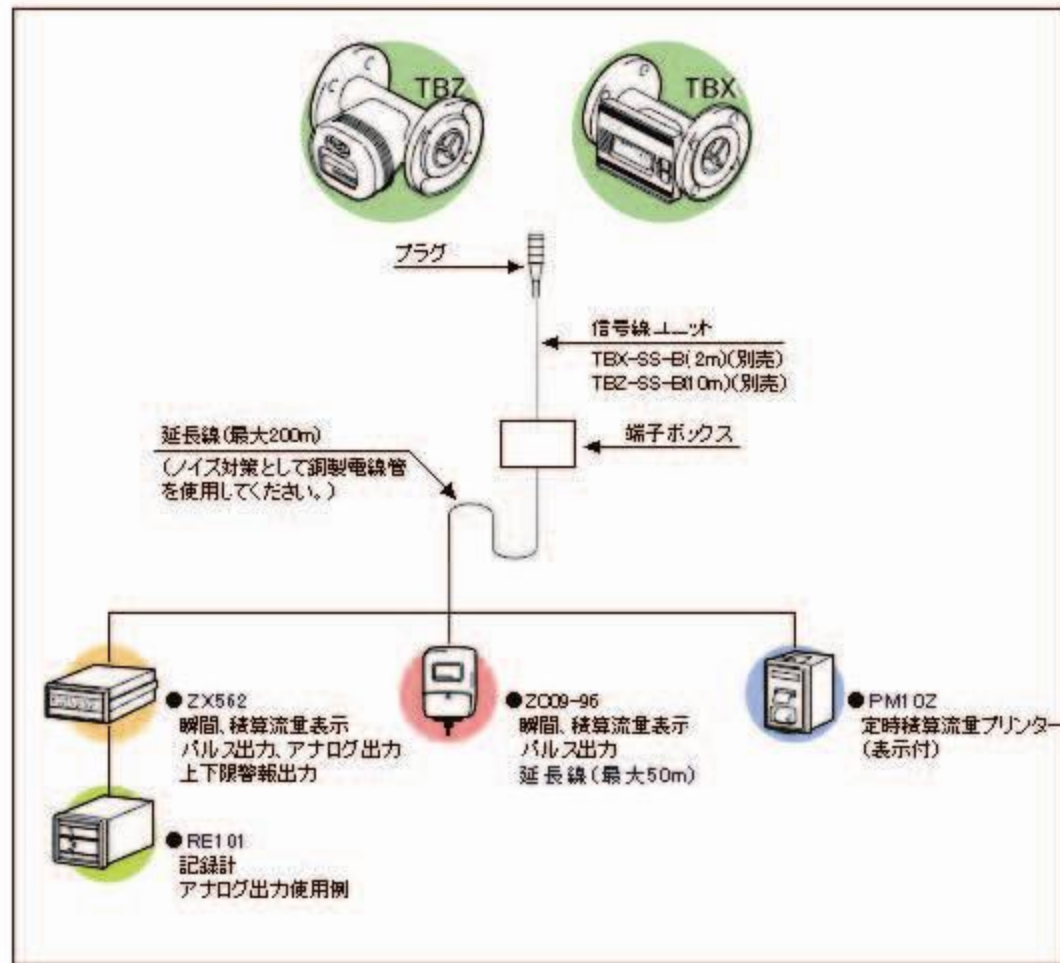 TBZ
TBX
プラグ
信号線ユニット
TBX-SS-B(2m)(別売)
TBZ-SS-B(10m)(別売)
端子ボックス
延長線(最大200m)
(ノイズ対策として鋼製電線管
を使用してください。)
●ZX562
瞬間、積算流量表示
パルス出力、アナログ出力
上下限警報出力
●ZC09-96
瞬間、積算流量表示
パルス出力
延長線(最大50m)
●PM10Z
定時積算流量プリンター
(表示付)
●RE101
記録計
アナログ出力使用例